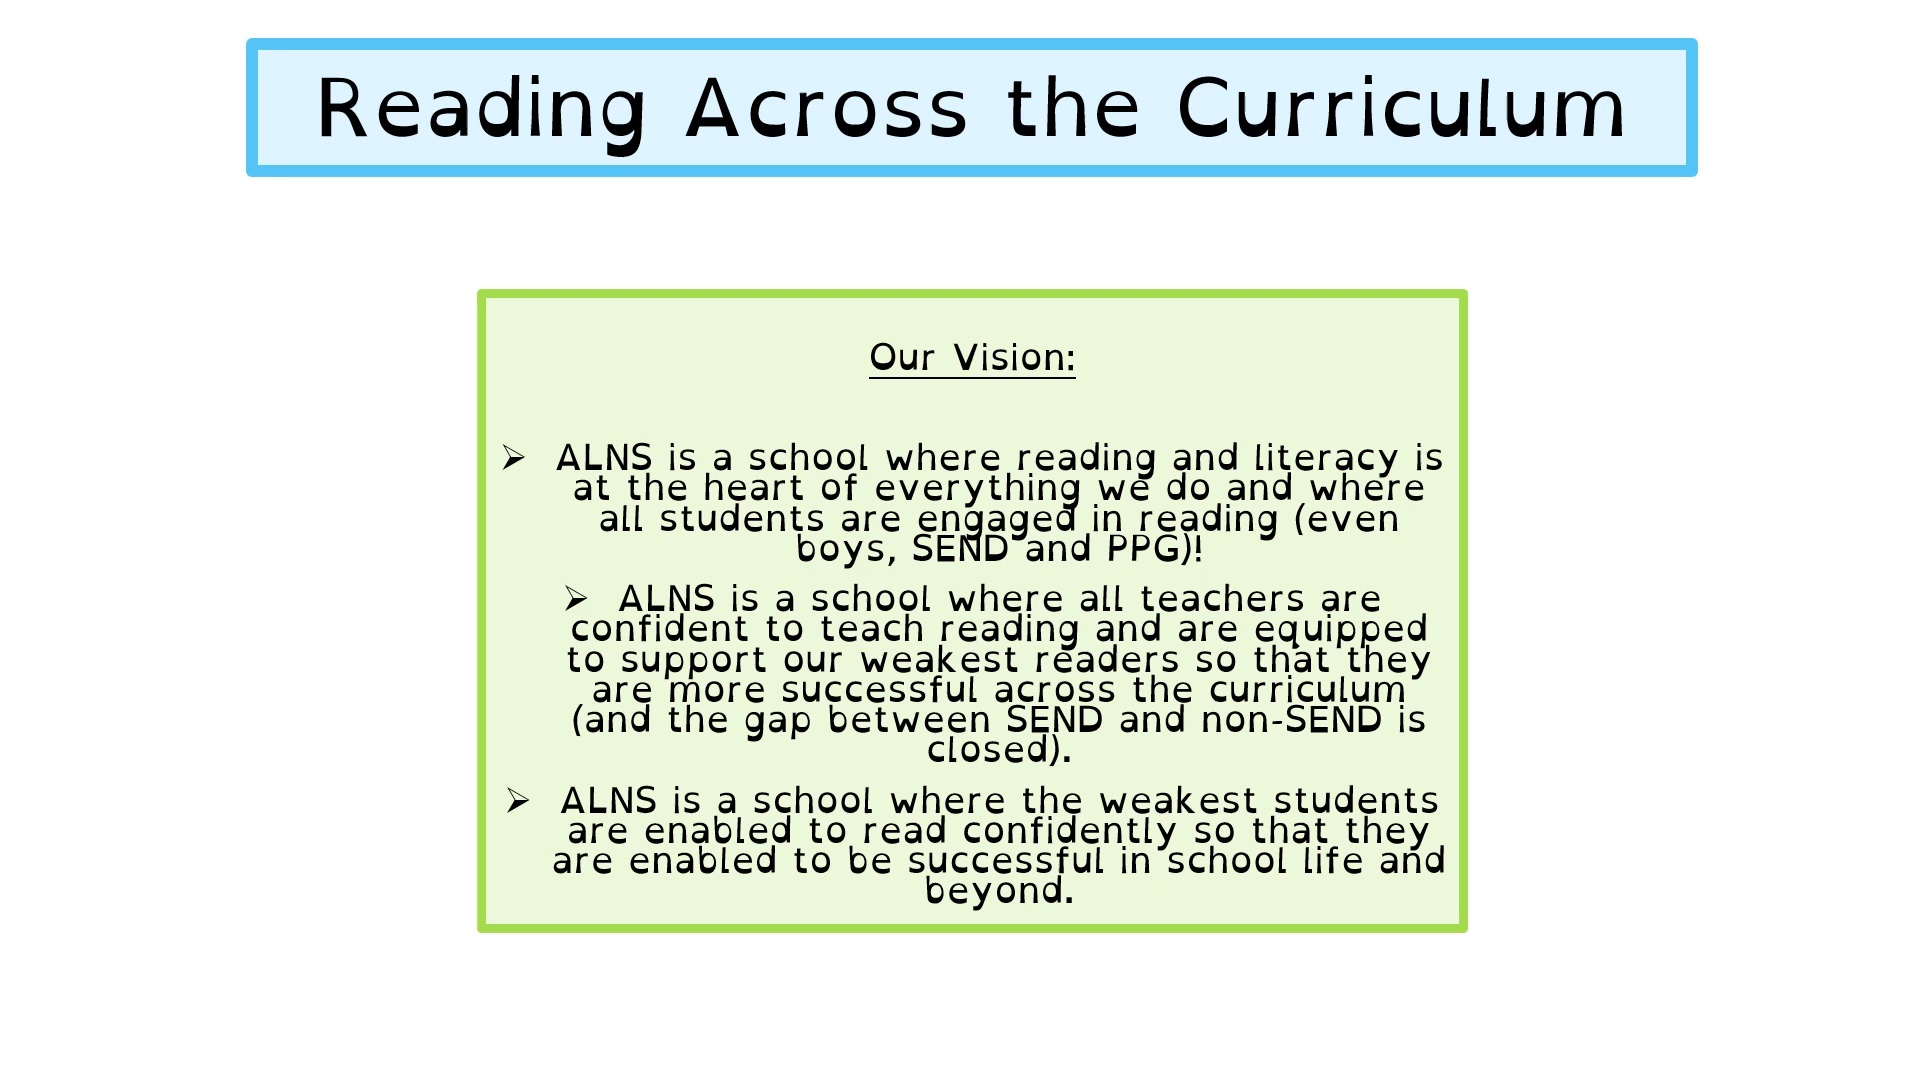 Reading Across the Curriculum
Our Vision:
➢ ALNS is a school where reading and literacy is
at the heart of everything we do and where
all students are engaged in reading (even
boys, SEND and PPG)!
➢ ALNS is a school where all teachers are
confident to teach reading and are equipped
to support our weakest readers so that they
are more successful across the curriculum
(and the gap between SEND and non-SEND is
closed).
➢ ALNS is a school where the weakest students
are enabled to read confidently so that they
are enabled to be successful in school life and
beyond.